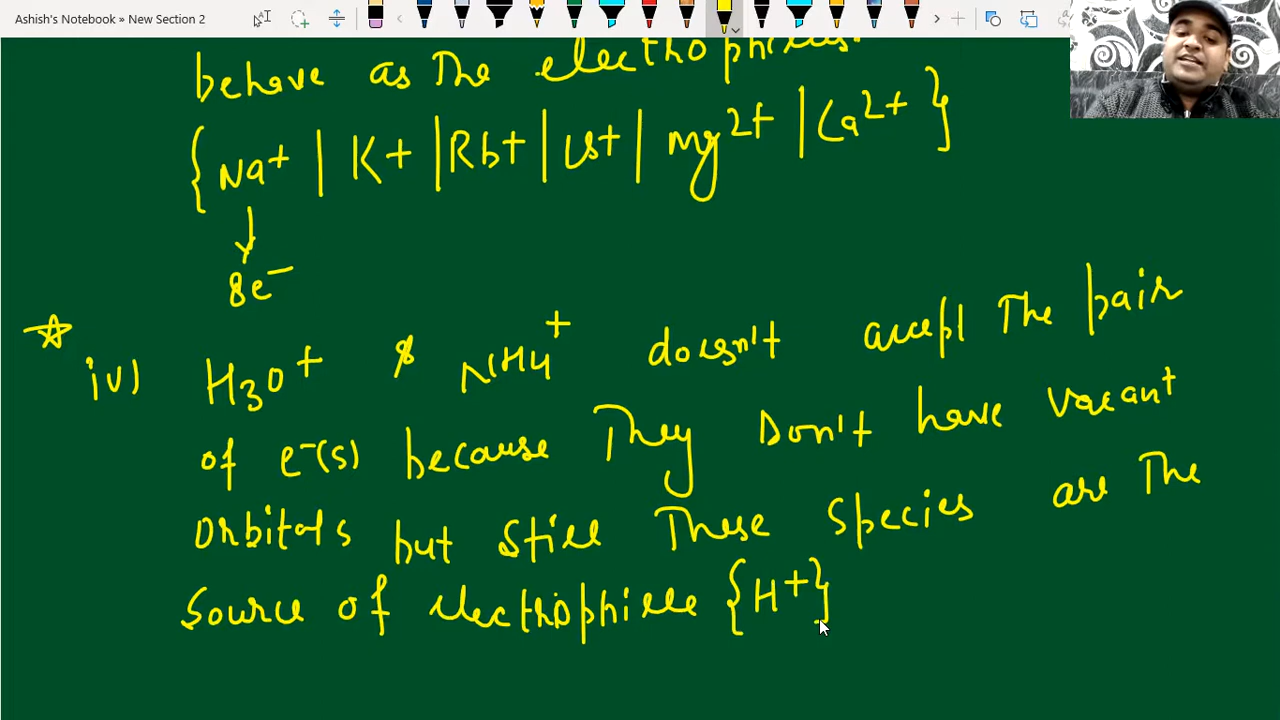 Ashish's Notebook » New Section 2
behave as The electrophiles.
{Na+ | K+ | Rb+ | Cs+ | Mg2+ | Ca2+}
8e-
iv) H3O+ & NH4+ doesn't accept The pair
of e-(s) because They Don't have vacant
orbitals but still These species are The
source of electrophile {H+}